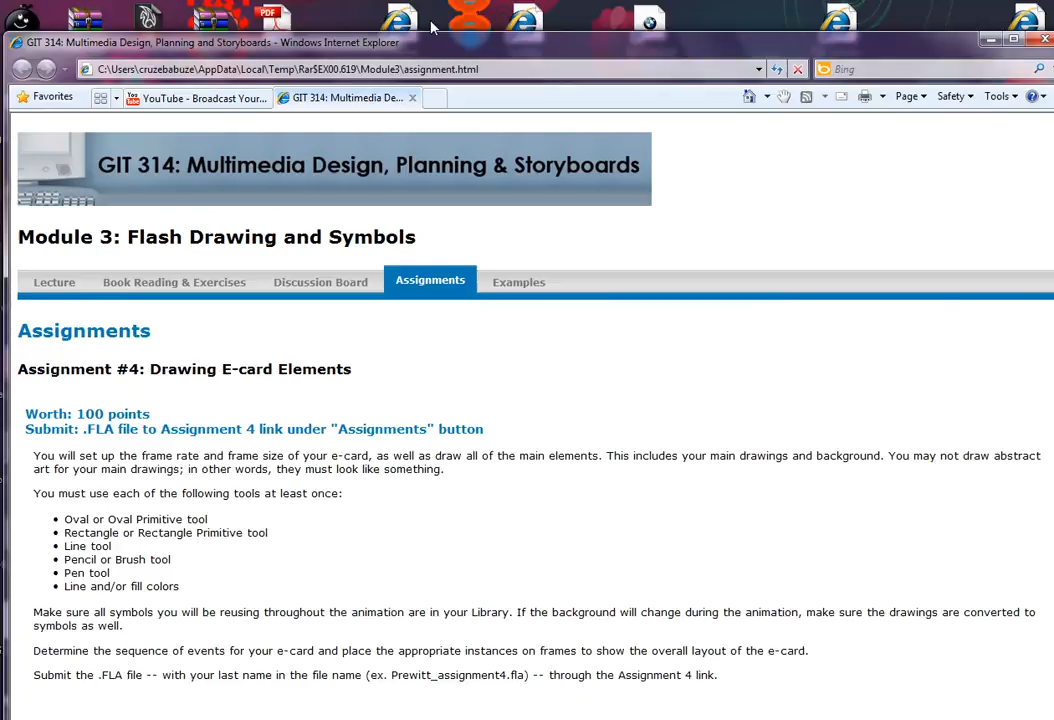 PDF
GIT 314: Multimedia Design, Planning and Storyboards - Windows Internet Explorer
C:\Users\cruzebabuze\AppData\Local\Temp\Rar$EX00.619\Module3\assignment.html
Bing
Favorites
YouTube - Broadcast Your...
GIT 314: Multimedia De...
Page
Safety
Tools
GIT 314: Multimedia Design, Planning & Storyboards
Module 3: Flash Drawing and Symbols
Lecture
Book Reading & Exercises
Discussion Board
Assignments
Examples
Assignments
Assignment #4: Drawing E-card Elements
Worth: 100 points
Submit: .FLA file to Assignment 4 link under "Assignments" button
You will set up the frame rate and frame size of your e-card, as well as draw all of the main elements. This includes your main drawings and background. You may not draw abstract
art for your main drawings; in other words, they must look like something.
You must use each of the following tools at least once:
• Oval or Oval Primitive tool
• Rectangle or Rectangle Primitive tool
• Line tool
• Pencil or Brush tool
• Pen tool
• Line and/or fill colors
Make sure all symbols you will be reusing throughout the animation are in your Library. If the background will change during the animation, make sure the drawings are converted to
symbols as well.
Determine the sequence of events for your e-card and place the appropriate instances on frames to show the overall layout of the e-card.
Submit the .FLA file -- with your last name in the file name (ex. Prewitt_assignment4.fla) -- through the Assignment 4 link.